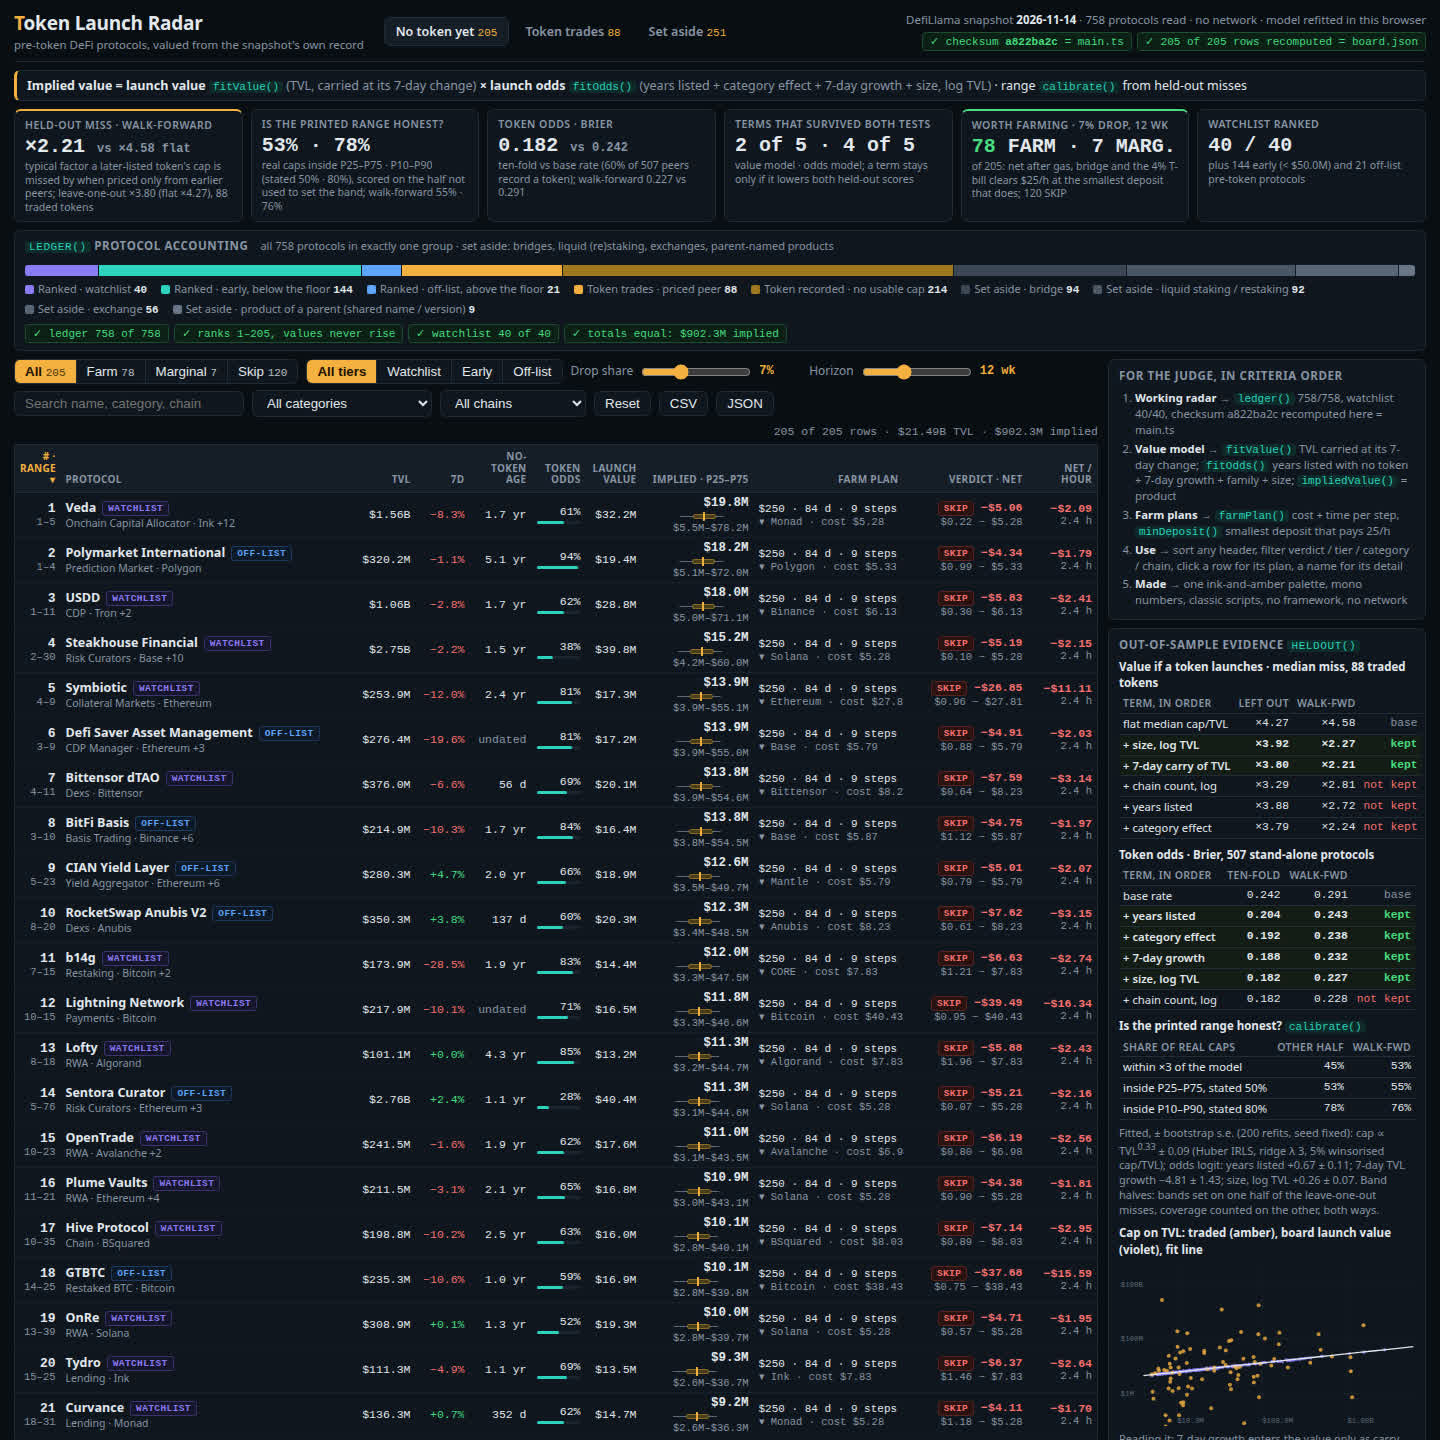 Token Launch Radar
pre-token DeFi protocols, valued from the snapshot's own record
No token yet 205 Token trades 88 Set aside 251
DefiLlama snapshot 2026-11-14 · 758 protocols read · no network · model refitted in this browser
✓ checksum a822ba2c = main.ts ✓ 205 of 205 rows recomputed = board.json
Implied value = launch value fitValue() (TVL, carried at its 7-day change) × launch odds fitOdds() (years listed + category effect + 7-day growth + size, log TVL) · range calibrate() from held-out misses
HELD-OUT MISS · WALK-FORWARD
×2.21 vs ×4.58 flat
typical factor a later-listed token's cap is
missed by when priced only from earlier
peers; leave-one-out ×3.80 (flat ×4.27), 88
traded tokens
IS THE PRINTED RANGE HONEST?
53% · 78%
real caps inside P25–P75 · P10–P90
(stated 50% · 80%), scored on the half not
used to set the band; walk-forward 55% ·
76%
TOKEN ODDS · BRIER
0.182 vs 0.242
ten-fold vs base rate (60% of 507 peers
record a token); walk-forward 0.227 vs
0.291
TERMS THAT SURVIVED BOTH TESTS
2 of 5 · 4 of 5
value model · odds model; a term stays
only if it lowers both held-out scores
WORTH FARMING · 7% DROP, 12 WK
78 FARM · 7 MARG.
of 205: net after gas, bridge and the 4% T-
bill clears $25/h at the smallest deposit
that does; 120 SKIP
WATCHLIST RANKED
40 / 40
plus 144 early (< $50.0M) and 21 off-list
pre-token protocols
LEDGER() PROTOCOL ACCOUNTING all 758 protocols in exactly one group · set aside: bridges, liquid (re)staking, exchanges, parent-named products
Ranked · watchlist 40 Ranked · early, below the floor 144 Ranked · off-list, above the floor 21 Token trades · priced peer 88 Token recorded · no usable cap 214 Set aside · bridge 94 Set aside · liquid staking / restaking 92
Set aside · exchange 56 Set aside · product of a parent (shared name / version) 9
✓ ledger 758 of 758 ✓ ranks 1–205, values never rise ✓ watchlist 40 of 40 ✓ totals equal: $902.3M implied
All 205 Farm 78 Marginal 7 Skip 120 All tiers Watchlist Early Off-list Drop share 7% Horizon 12 wk
Search name, category, chain All categories All chains Reset CSV JSON
205 of 205 rows · $21.49B TVL · $902.3M implied
# · RANGE ▼ PROTOCOL TVL 7D NO-TOKEN AGE TOKEN ODDS LAUNCH VALUE IMPLIED · P25–P75 FARM PLAN VERDICT · NET NET / HOUR
1 Veda WATCHLIST $1.56B −8.3% 1.7 yr 61% $32.2M $19.8M $250 · 84 d · 9 steps SKIP −$5.06 −$2.09
1–5 Onchain Capital Allocator · Ink +12 $5.5M–$78.2M ▾ Monad · cost $5.28 $0.22 − $5.28 2.4 h
2 Polymarket International OFF-LIST $320.2M −1.1% 5.1 yr 94% $19.4M $18.2M $250 · 84 d · 9 steps SKIP −$4.34 −$1.79
1–4 Prediction Market · Polygon $5.1M–$72.0M ▾ Polygon · cost $5.33 $0.99 − $5.33 2.4 h
3 USDD WATCHLIST $1.06B −2.8% 1.7 yr 62% $28.8M $18.0M $250 · 84 d · 9 steps SKIP −$5.83 −$2.41
1–11 CDP · Tron +2 $5.0M–$71.1M ▾ Binance · cost $6.13 $0.30 − $6.13 2.4 h
4 Steakhouse Financial WATCHLIST $2.75B −2.2% 1.5 yr 38% $39.8M $15.2M $250 · 84 d · 9 steps SKIP −$5.19 −$2.15
2–30 Risk Curators · Base +10 $4.2M–$60.0M ▾ Solana · cost $5.28 $0.10 − $5.28 2.4 h
5 Symbiotic WATCHLIST $253.9M −12.0% 2.4 yr 81% $17.3M $13.9M $250 · 84 d · 9 steps SKIP −$26.85 −$11.11
4–9 Collateral Markets · Ethereum $3.9M–$55.1M ▾ Ethereum · cost $27.8 $0.96 − $27.81 2.4 h
6 Defi Saver Asset Management OFF-LIST $276.4M −19.6% undated 81% $17.2M $13.9M $250 · 84 d · 9 steps SKIP −$4.91 −$2.03
3–9 CDP Manager · Ethereum +3 $3.9M–$55.0M ▾ Base · cost $5.79 $0.88 − $5.79 2.4 h
7 Bittensor dTAO WATCHLIST $376.0M −6.6% 56 d 69% $20.1M $13.8M $250 · 84 d · 9 steps SKIP −$7.59 −$3.14
4–11 Dexs · Bittensor $3.9M–$54.6M ▾ Bittensor · cost $8.2 $0.64 − $8.23 2.4 h
8 BitFi Basis OFF-LIST $214.9M −10.3% 1.7 yr 84% $16.4M $13.8M $250 · 84 d · 9 steps SKIP −$4.75 −$1.97
3–10 Basis Trading · Binance +6 $3.8M–$54.5M ▾ Base · cost $5.87 $1.12 − $5.87 2.4 h
9 CIAN Yield Layer OFF-LIST $280.3M +4.7% 2.0 yr 66% $18.9M $12.6M $250 · 84 d · 9 steps SKIP −$5.01 −$2.07
5–23 Yield Aggregator · Ethereum +6 $3.5M–$49.7M ▾ Mantle · cost $5.79 $0.79 − $5.79 2.4 h
10 RocketSwap Anubis V2 OFF-LIST $350.3M +3.8% 137 d 60% $20.3M $12.3M $250 · 84 d · 9 steps SKIP −$7.62 −$3.15
8–20 Dexs · Anubis $3.4M–$48.5M ▾ Anubis · cost $8.23 $0.61 − $8.23 2.4 h
11 b14g WATCHLIST $173.9M −28.5% 1.9 yr 83% $14.4M $12.0M $250 · 84 d · 9 steps SKIP −$6.63 −$2.74
7–15 Restaking · Bitcoin +2 $3.3M–$47.5M ▾ CORE · cost $7.83 $1.21 − $7.83 2.4 h
12 Lightning Network WATCHLIST $217.9M −10.1% undated 71% $16.5M $11.8M $250 · 84 d · 9 steps SKIP −$39.49 −$16.34
10–15 Payments · Bitcoin $3.3M–$46.6M ▾ Bitcoin · cost $40.43 $0.95 − $40.43 2.4 h
13 Lofty WATCHLIST $101.1M +0.0% 4.3 yr 85% $13.2M $11.3M $250 · 84 d · 9 steps SKIP −$5.88 −$2.43
8–18 RWA · Algorand $3.2M–$44.7M ▾ Algorand · cost $7.83 $1.96 − $7.83 2.4 h
14 Sentora Curator OFF-LIST $2.76B +2.4% 1.1 yr 28% $40.4M $11.3M $250 · 84 d · 9 steps SKIP −$5.21 −$2.16
5–76 Risk Curators · Ethereum +3 $3.1M–$44.6M ▾ Solana · cost $5.28 $0.07 − $5.28 2.4 h
15 OpenTrade WATCHLIST $241.5M −1.6% 1.9 yr 62% $17.6M $11.0M $250 · 84 d · 9 steps SKIP −$6.19 −$2.56
10–23 RWA · Avalanche +2 $3.1M–$43.5M ▾ Avalanche · cost $6.9 $0.80 − $6.98 2.4 h
16 Plume Vaults WATCHLIST $211.5M −3.1% 2.1 yr 65% $16.8M $10.9M $250 · 84 d · 9 steps SKIP −$4.38 −$1.81
11–21 RWA · Ethereum +4 $3.0M–$43.1M ▾ Solana · cost $5.28 $0.90 − $5.28 2.4 h
17 Hive Protocol WATCHLIST $198.8M −10.2% 2.5 yr 63% $16.0M $10.1M $250 · 84 d · 9 steps SKIP −$7.14 −$2.95
10–35 Chain · BSquared $2.8M–$40.1M ▾ BSquared · cost $8.03 $0.89 − $8.03 2.4 h
18 GTBTC OFF-LIST $235.3M −10.6% 1.0 yr 59% $16.9M $10.1M $250 · 84 d · 9 steps SKIP −$37.68 −$15.59
14–25 Restaked BTC · Bitcoin $2.8M–$39.8M ▾ Bitcoin · cost $38.43 $0.75 − $38.43 2.4 h
19 OnRe WATCHLIST $308.9M +0.1% 1.3 yr 52% $19.3M $10.0M $250 · 84 d · 9 steps SKIP −$4.71 −$1.95
13–39 RWA · Solana $2.8M–$39.7M ▾ Solana · cost $5.28 $0.57 − $5.28 2.4 h
20 Tydro WATCHLIST $111.3M −4.9% 1.1 yr 69% $13.5M $9.3M $250 · 84 d · 9 steps SKIP −$6.37 −$2.64
15–25 Lending · Ink $2.6M–$36.7M ▾ Ink · cost $7.83 $1.46 − $7.83 2.4 h
21 Curvance WATCHLIST $136.3M +0.7% 352 d 62% $14.7M $9.2M $250 · 84 d · 9 steps SKIP −$4.11 −$1.70
18–31 Lending · Monad $2.6M–$36.3M ▾ Monad · cost $5.28 $1.18 − $5.28 2.4 h
FOR THE JUDGE, IN CRITERIA ORDER
1. Working radar → ledger() 758/758, watchlist
40/40, checksum a822ba2c recomputed here =
main.ts
2. Value model → fitValue() TVL carried at its 7-
day change; fitOdds() years listed with no token
+ 7-day growth + family + size; impliedValue() =
product
3. Farm plans → farmPlan() cost + time per step,
minDeposit() smallest deposit that pays 25/h
4. Use → sort any header, filter verdict / tier / category
/ chain, click a row for its plan, a name for its detail
5. Made → one ink-and-amber palette, mono
numbers, classic scripts, no framework, no network
OUT-OF-SAMPLE EVIDENCE HELDOUT()
Value if a token launches · median miss, 88 traded
tokens
TERM, IN ORDER LEFT OUT WALK-FWD
flat median cap/TVL ×4.27 ×4.58 base
+ size, log TVL ×3.92 ×2.27 kept
+ 7-day carry of TVL ×3.80 ×2.21 kept
+ chain count, log ×3.29 ×2.81 not kept
+ years listed ×3.88 ×2.72 not kept
+ category effect ×3.79 ×2.24 not kept
Token odds · Brier, 507 stand-alone protocols
TERM, IN ORDER TEN-FOLD WALK-FWD
base rate 0.242 0.291 base
+ years listed 0.204 0.243 kept
+ category effect 0.192 0.238 kept
+ 7-day growth 0.188 0.232 kept
+ size, log TVL 0.182 0.227 kept
+ chain count, log 0.182 0.228 not kept
Is the printed range honest? calibrate()
SHARE OF REAL CAPS OTHER HALF WALK-FWD
within ×3 of the model 45% 53%
inside P25–P75, stated 50% 53% 55%
inside P10–P90, stated 80% 78% 76%
Fitted, ± bootstrap s.e. (200 refits, seed fixed): cap ∝
TVL0.33 ± 0.09 (Huber IRLS, ridge λ 3, 5% winsorged
cap/TVL); odds logit: years listed +0.67 ± 0.11; 7-day TVL
growth −4.81 ± 1.43; size, log TVL +0.26 ± 0.07. Band
halves: bands set on one half of the leave-one-out
misses, coverage counted on the other, both ways.
Cap on TVL: traded (amber), board launch value
(violet), fit line
$100B
$100M
$1M
$10.0M $100.0M $1.00B
Reading it: 7-day growth enters the value only as carry